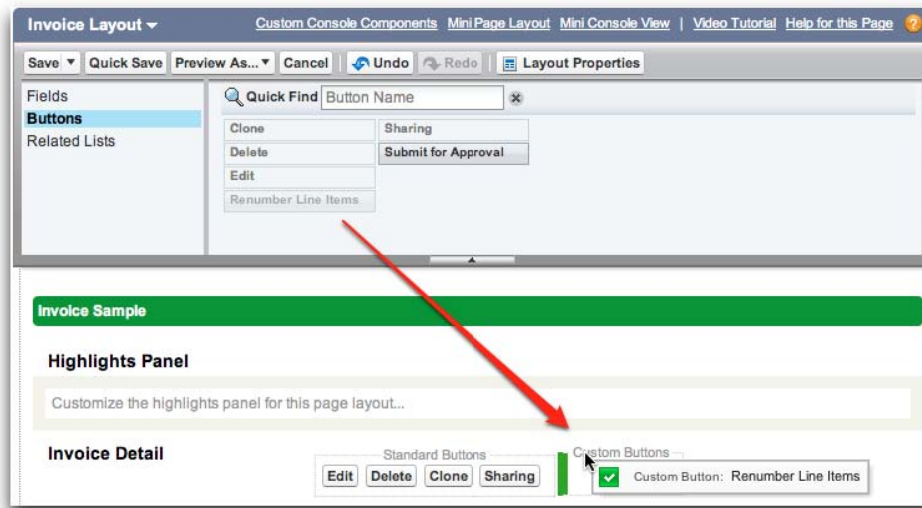 Invoice Layout Custom Console Components Mini Page Layout Mini Console View | Video Tutorial Help for this Page ?
Save Quick Save Preview As... Cancel Undo Redo Layout Properties
Fields
Buttons
Related Lists
Quick Find Button Name
Clone Sharing
Delete Submit for Approval
Edit
Renumber Line Items
Invoice Sample
Highlights Panel
Customize the highlights panel for this page layout...
Invoice Detail
Standard Buttons Custom Buttons
Edit Delete Clone Sharing
Custom Button: Renumber Line Items